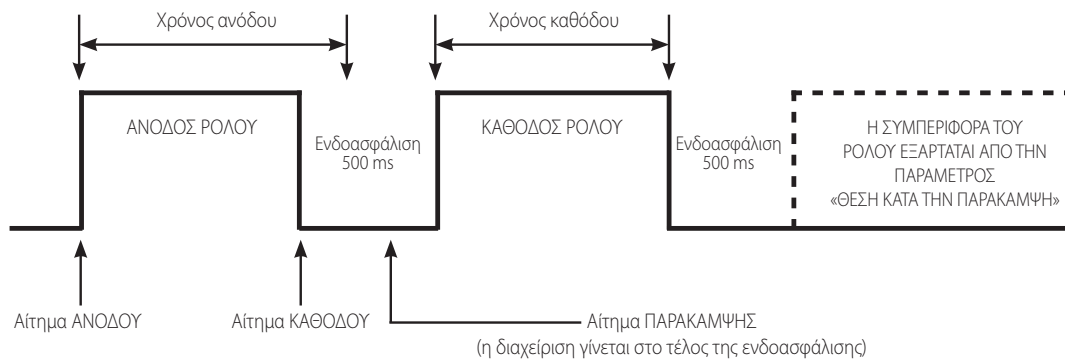 Χρόνος ανόδου
Χρόνος καθόδου
ΑΝΟΔΟΣ ΡΟΛΟΥ
Ενδοασφάλιση
500 ms
ΚΑΘΟΔΟΣ ΡΟΛΟΥ
Ενδοασφάλιση
500 ms
Η ΣΥΜΠΕΡΙΦΟΡΑ ΤΟΥ
ΡΟΛΟΥ ΕΞΑΡΤΑΤΑΙ ΑΠΟ ΤΗΝ
ΠΑΡΑΜΕΤΡΟΣ
«ΘΕΣΗ ΚΑΤΑ ΤΗΝ ΠΑΡΑΚΑΜΨΗ»
Αίτημα ΑΝΟΔΟΥ
Αίτημα ΚΑΘΟΔΟΥ
Αίτημα ΠΑΡΑΚΑΜΨΗΣ
(η διαχείριση γίνεται στο τέλος της ενδοασφάλισης)